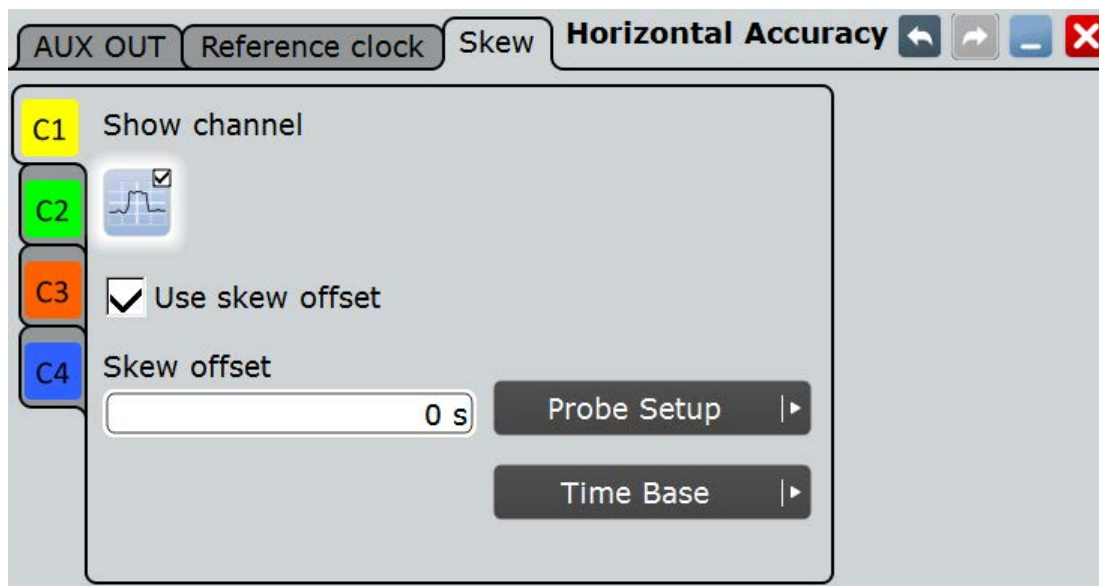 AUX OUT Reference clock Skew Horizontal Accuracy
C1 Show channel
C2
C3 Use skew offset
C4 Skew offset
0 s Probe Setup
Time Base